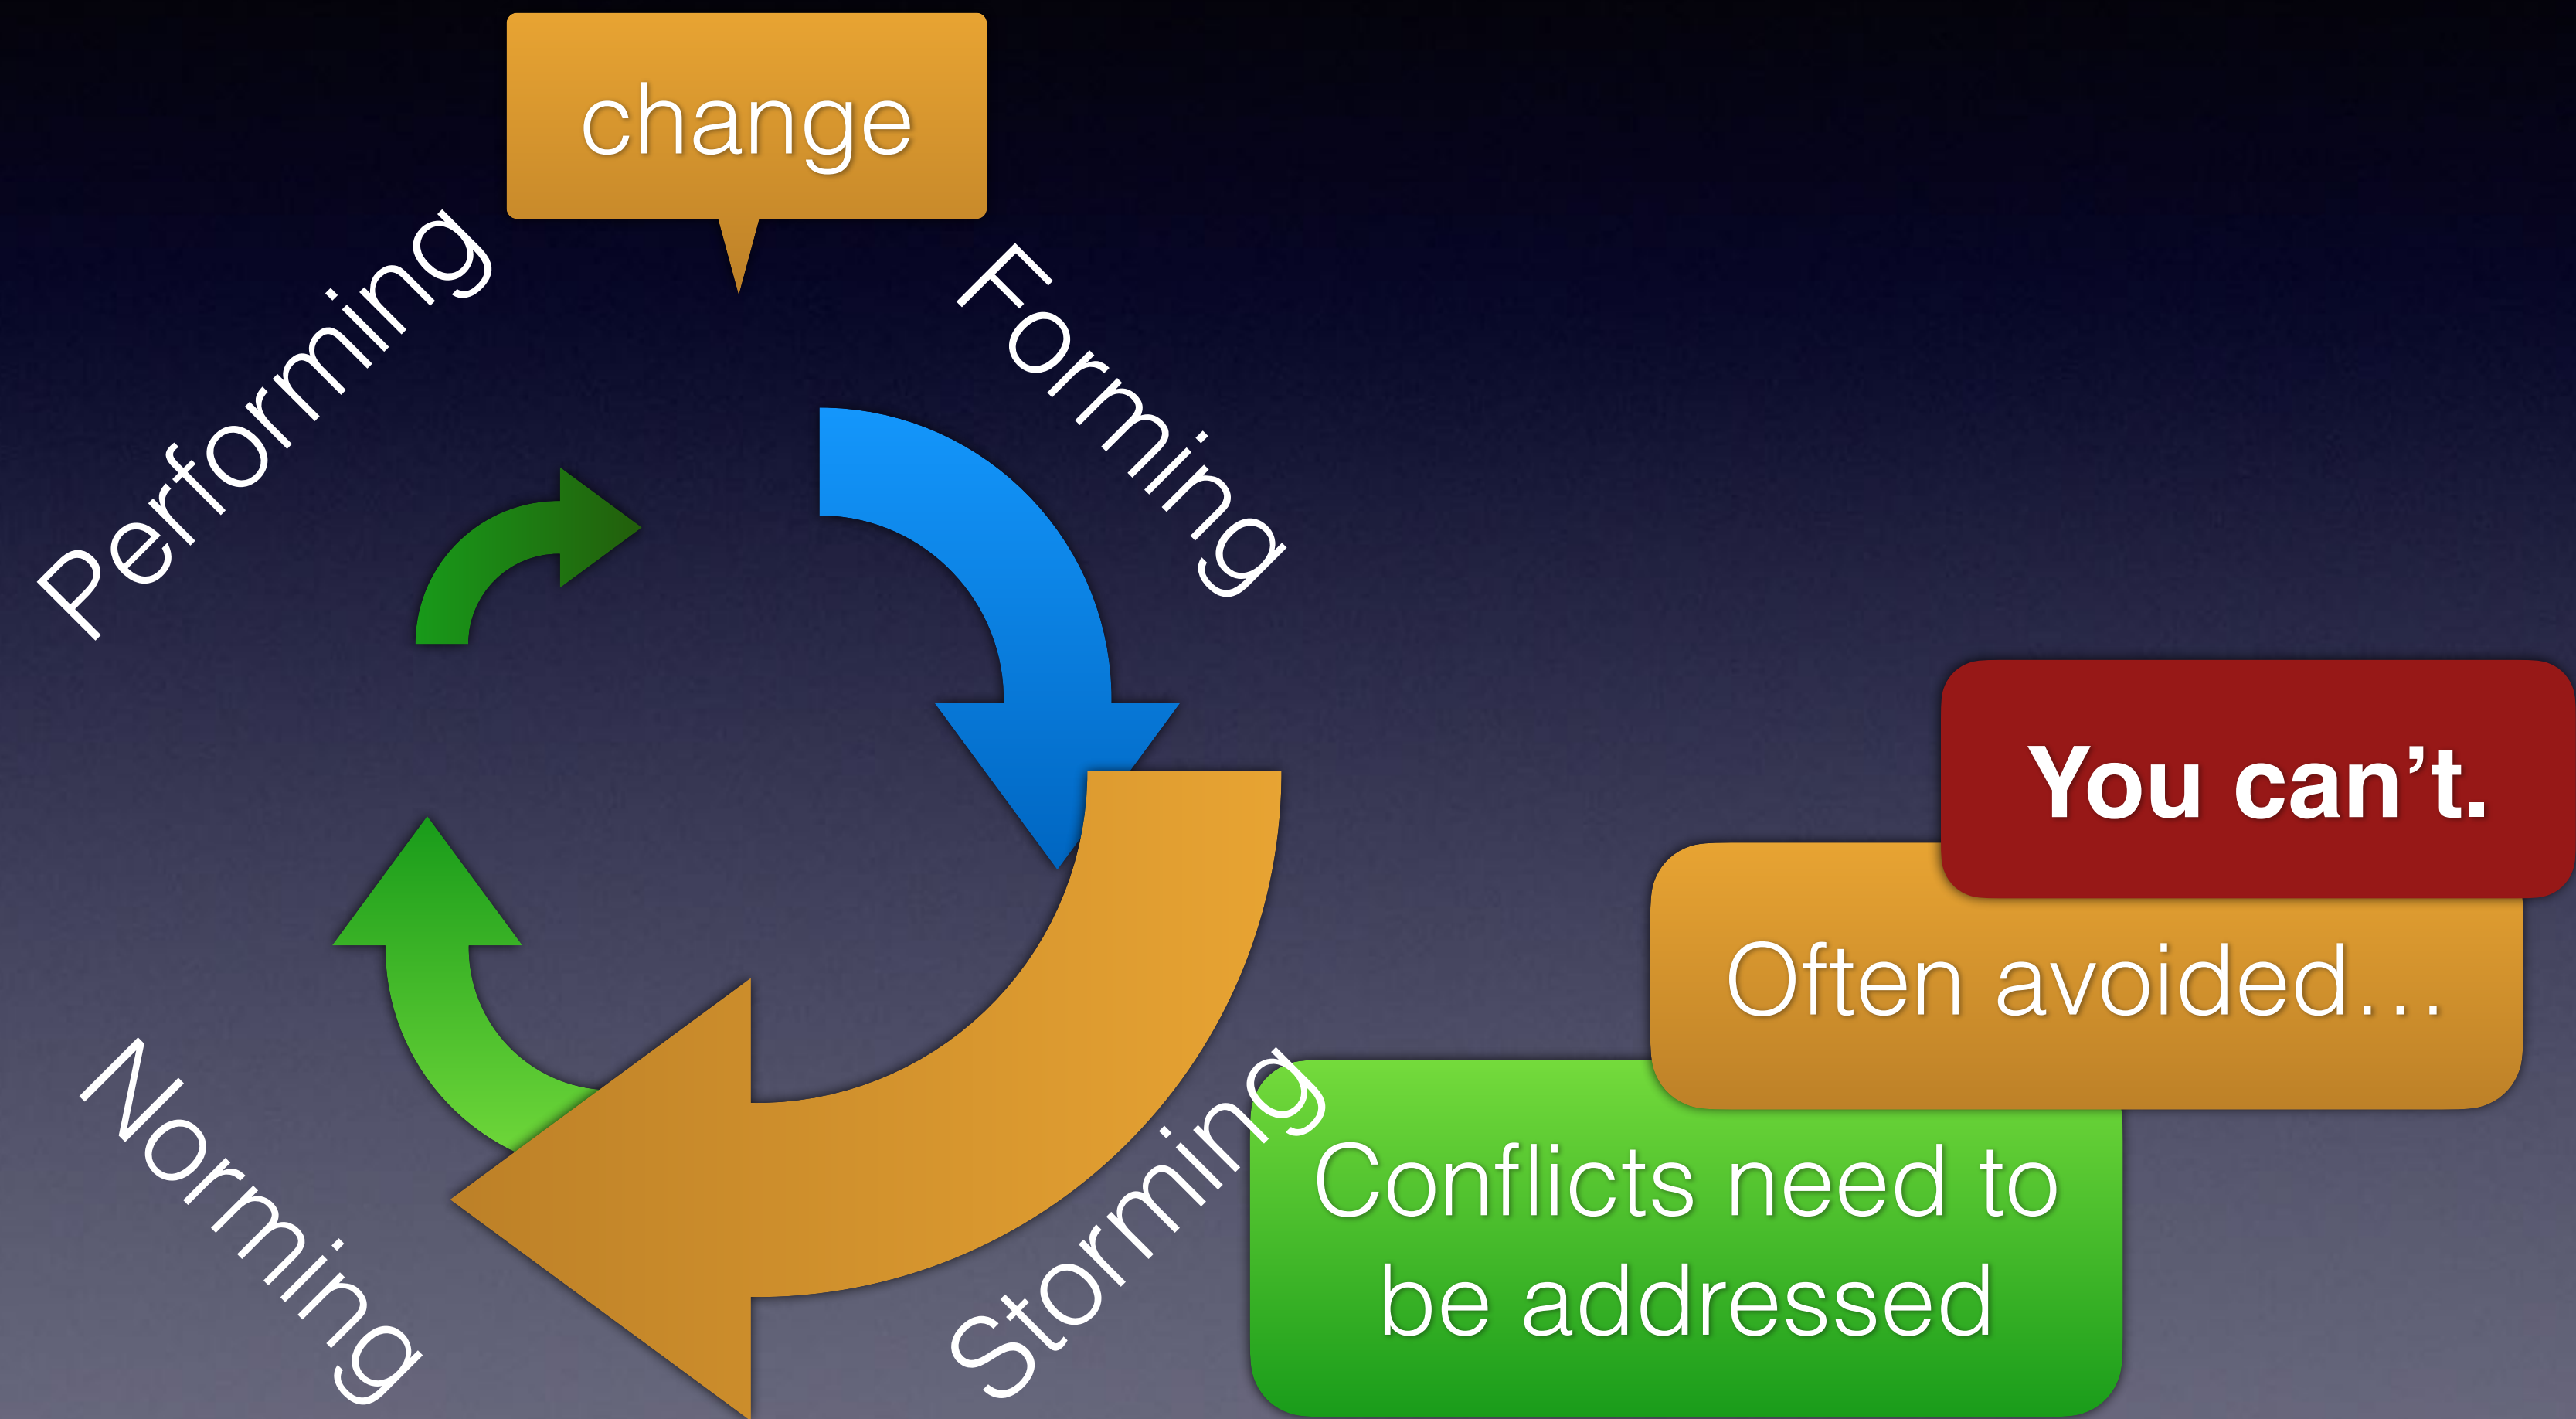 change
Performing
Forming
You can’t.
Often avoided…
Norming
Storming
Conflicts need to
be addressed